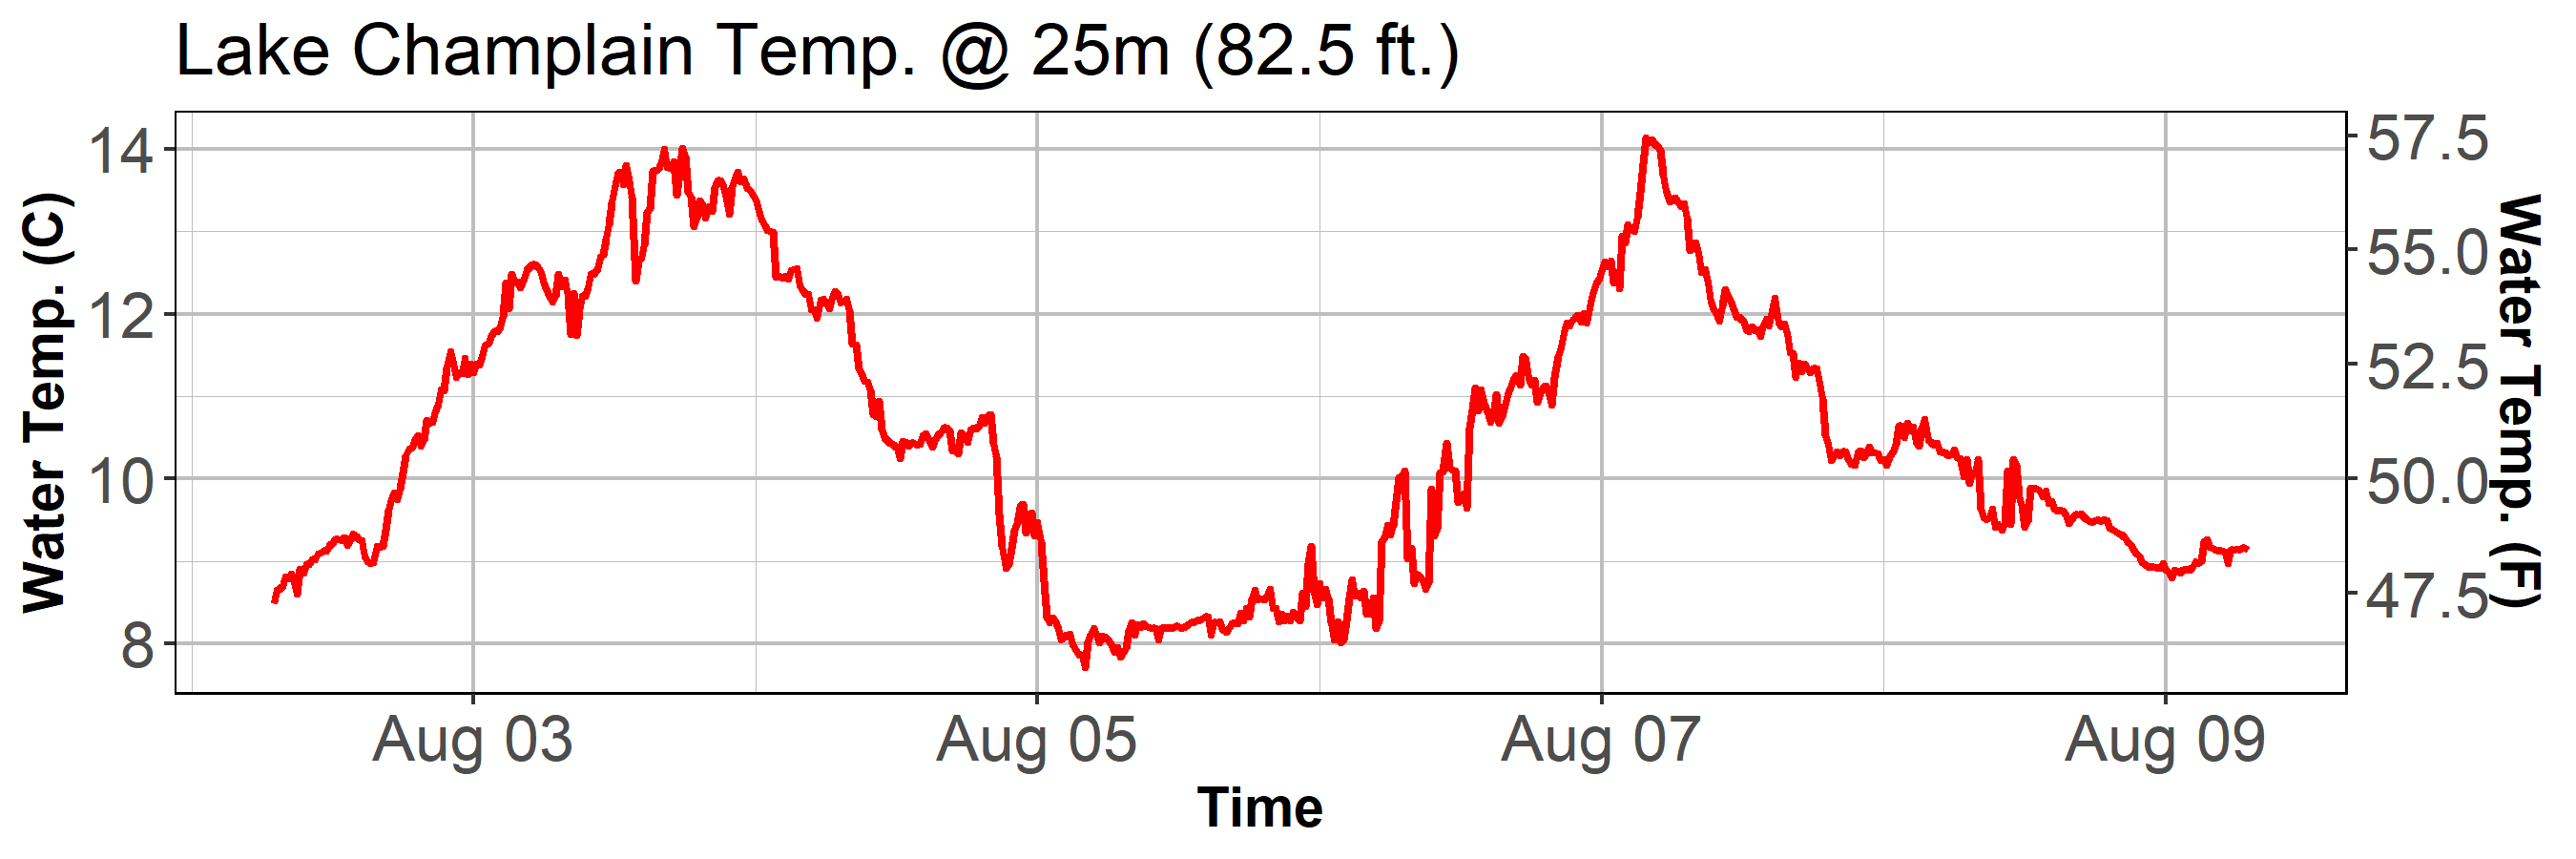 Lake Champlain Temp. @ 25m (82.5 ft.)
Water Temp. (C)
14
12
10
8
57.5
55.0
52.5
50.0
47.5
Water Temp. (F)
Aug 03
Aug 05
Aug 07
Aug 09
Time